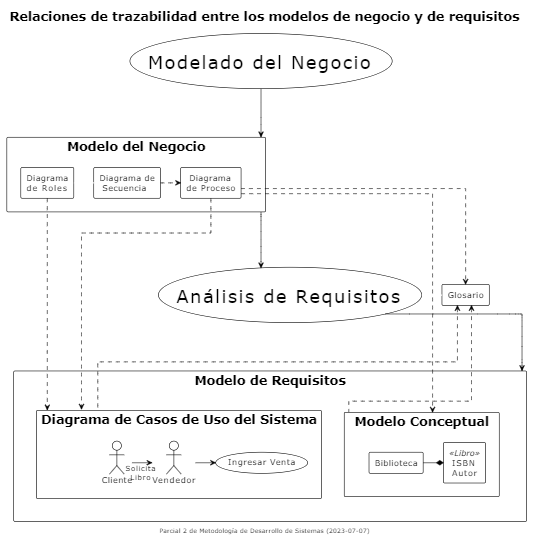 Relaciones de trazabilidad entre los modelos de negocio y de requisitos
Modelado del Negocio
Modelo del Negocio
Diagrama
de Roles
Diagrama de
Secuencia
Diagrama
de Proceso
Análisis de Requisitos
Glosario
Modelo de Requisitos
Diagrama de Casos de Uso del Sistema
Cliente
Solicita
Libro
Vendedor
Ingresar Venta
Modelo Conceptual
Biblioteca
«Libro»
ISBN
Autor
Parcial 2 de Metodología de Desarrollo de Sistemas (2023-07-07)